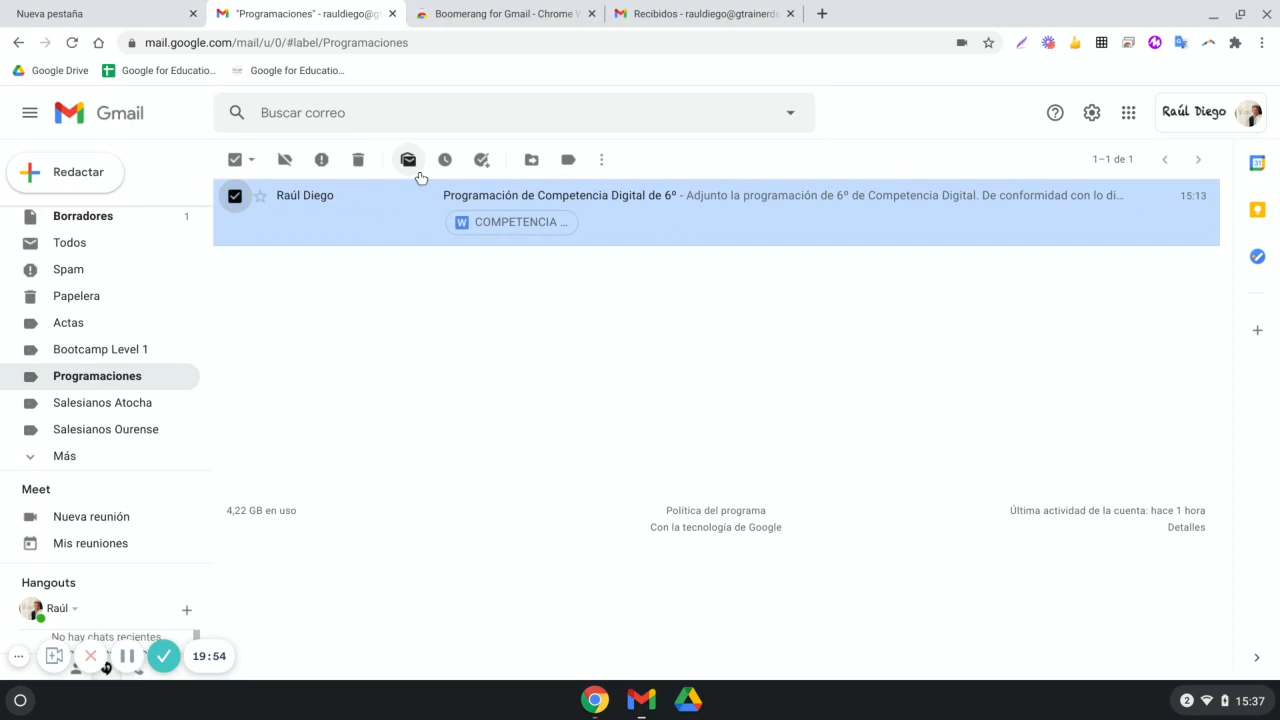 Nueva pestaña
"Programaciones" - rauldiego@g
Boomerang for Gmail - Chrome W
Recibidos - rauldiego@gtrainerde
mail.google.com/mail/u/0/#label/Programaciones
Google Drive
Google for Educatio...
Google for Educatio...
Gmail
Buscar correo
Raúl Diego
Redactar
1–1 de 1
Borradores
1
Todos
Spam
Papelera
Actas
Bootcamp Level 1
Programaciones
Salesianos Atocha
Salesianos Ourense
Más
Raúl Diego
Programación de Competencia Digital de 6º - Adjunto la programación de 6º de Competencia Digital. De conformidad con lo di...
15:13
W COMPETENCIA ...
31
4,22 GB en uso
Política del programa
Con la tecnología de Google
Última actividad de la cuenta: hace 1 hora
Detalles
Meet
Nueva reunión
Mis reuniones
Hangouts
Raúl
No hay chats recientes
19:54
2
15:37